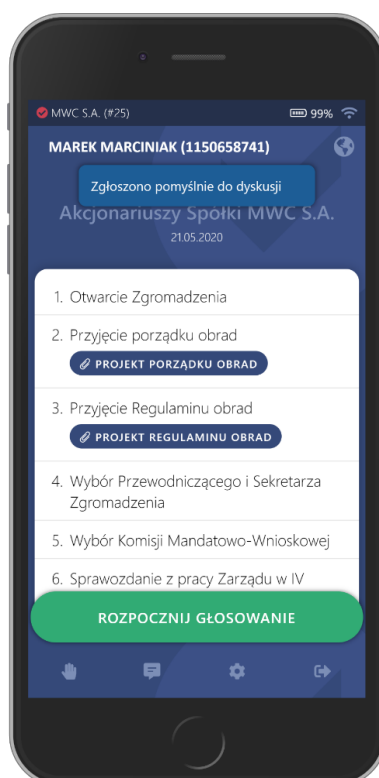 MWC S.A. (#25) 99%
MAREK MARCINIAK (1150658741)
Zgłoszono pomyślnie do dyskusji
Akcjonariuszy Spółki MWC S.A.
21.05.2020
1. Otwarcie Zgromadzenia
2. Przyjęcie porządku obrad
PROJEKT PORZĄDKU OBRAD
3. Przyjęcie Regulaminu obrad
PROJEKT REGULAMINU OBRAD
4. Wybór Przewodniczącego i Sekretarza
Zgromadzenia
5. Wybór Komisji Mandatowo-Wnioskowej
6. Sprawozdanie z pracy Zarządu w IV
ROZPOCZNIJ GŁOSOWANIE